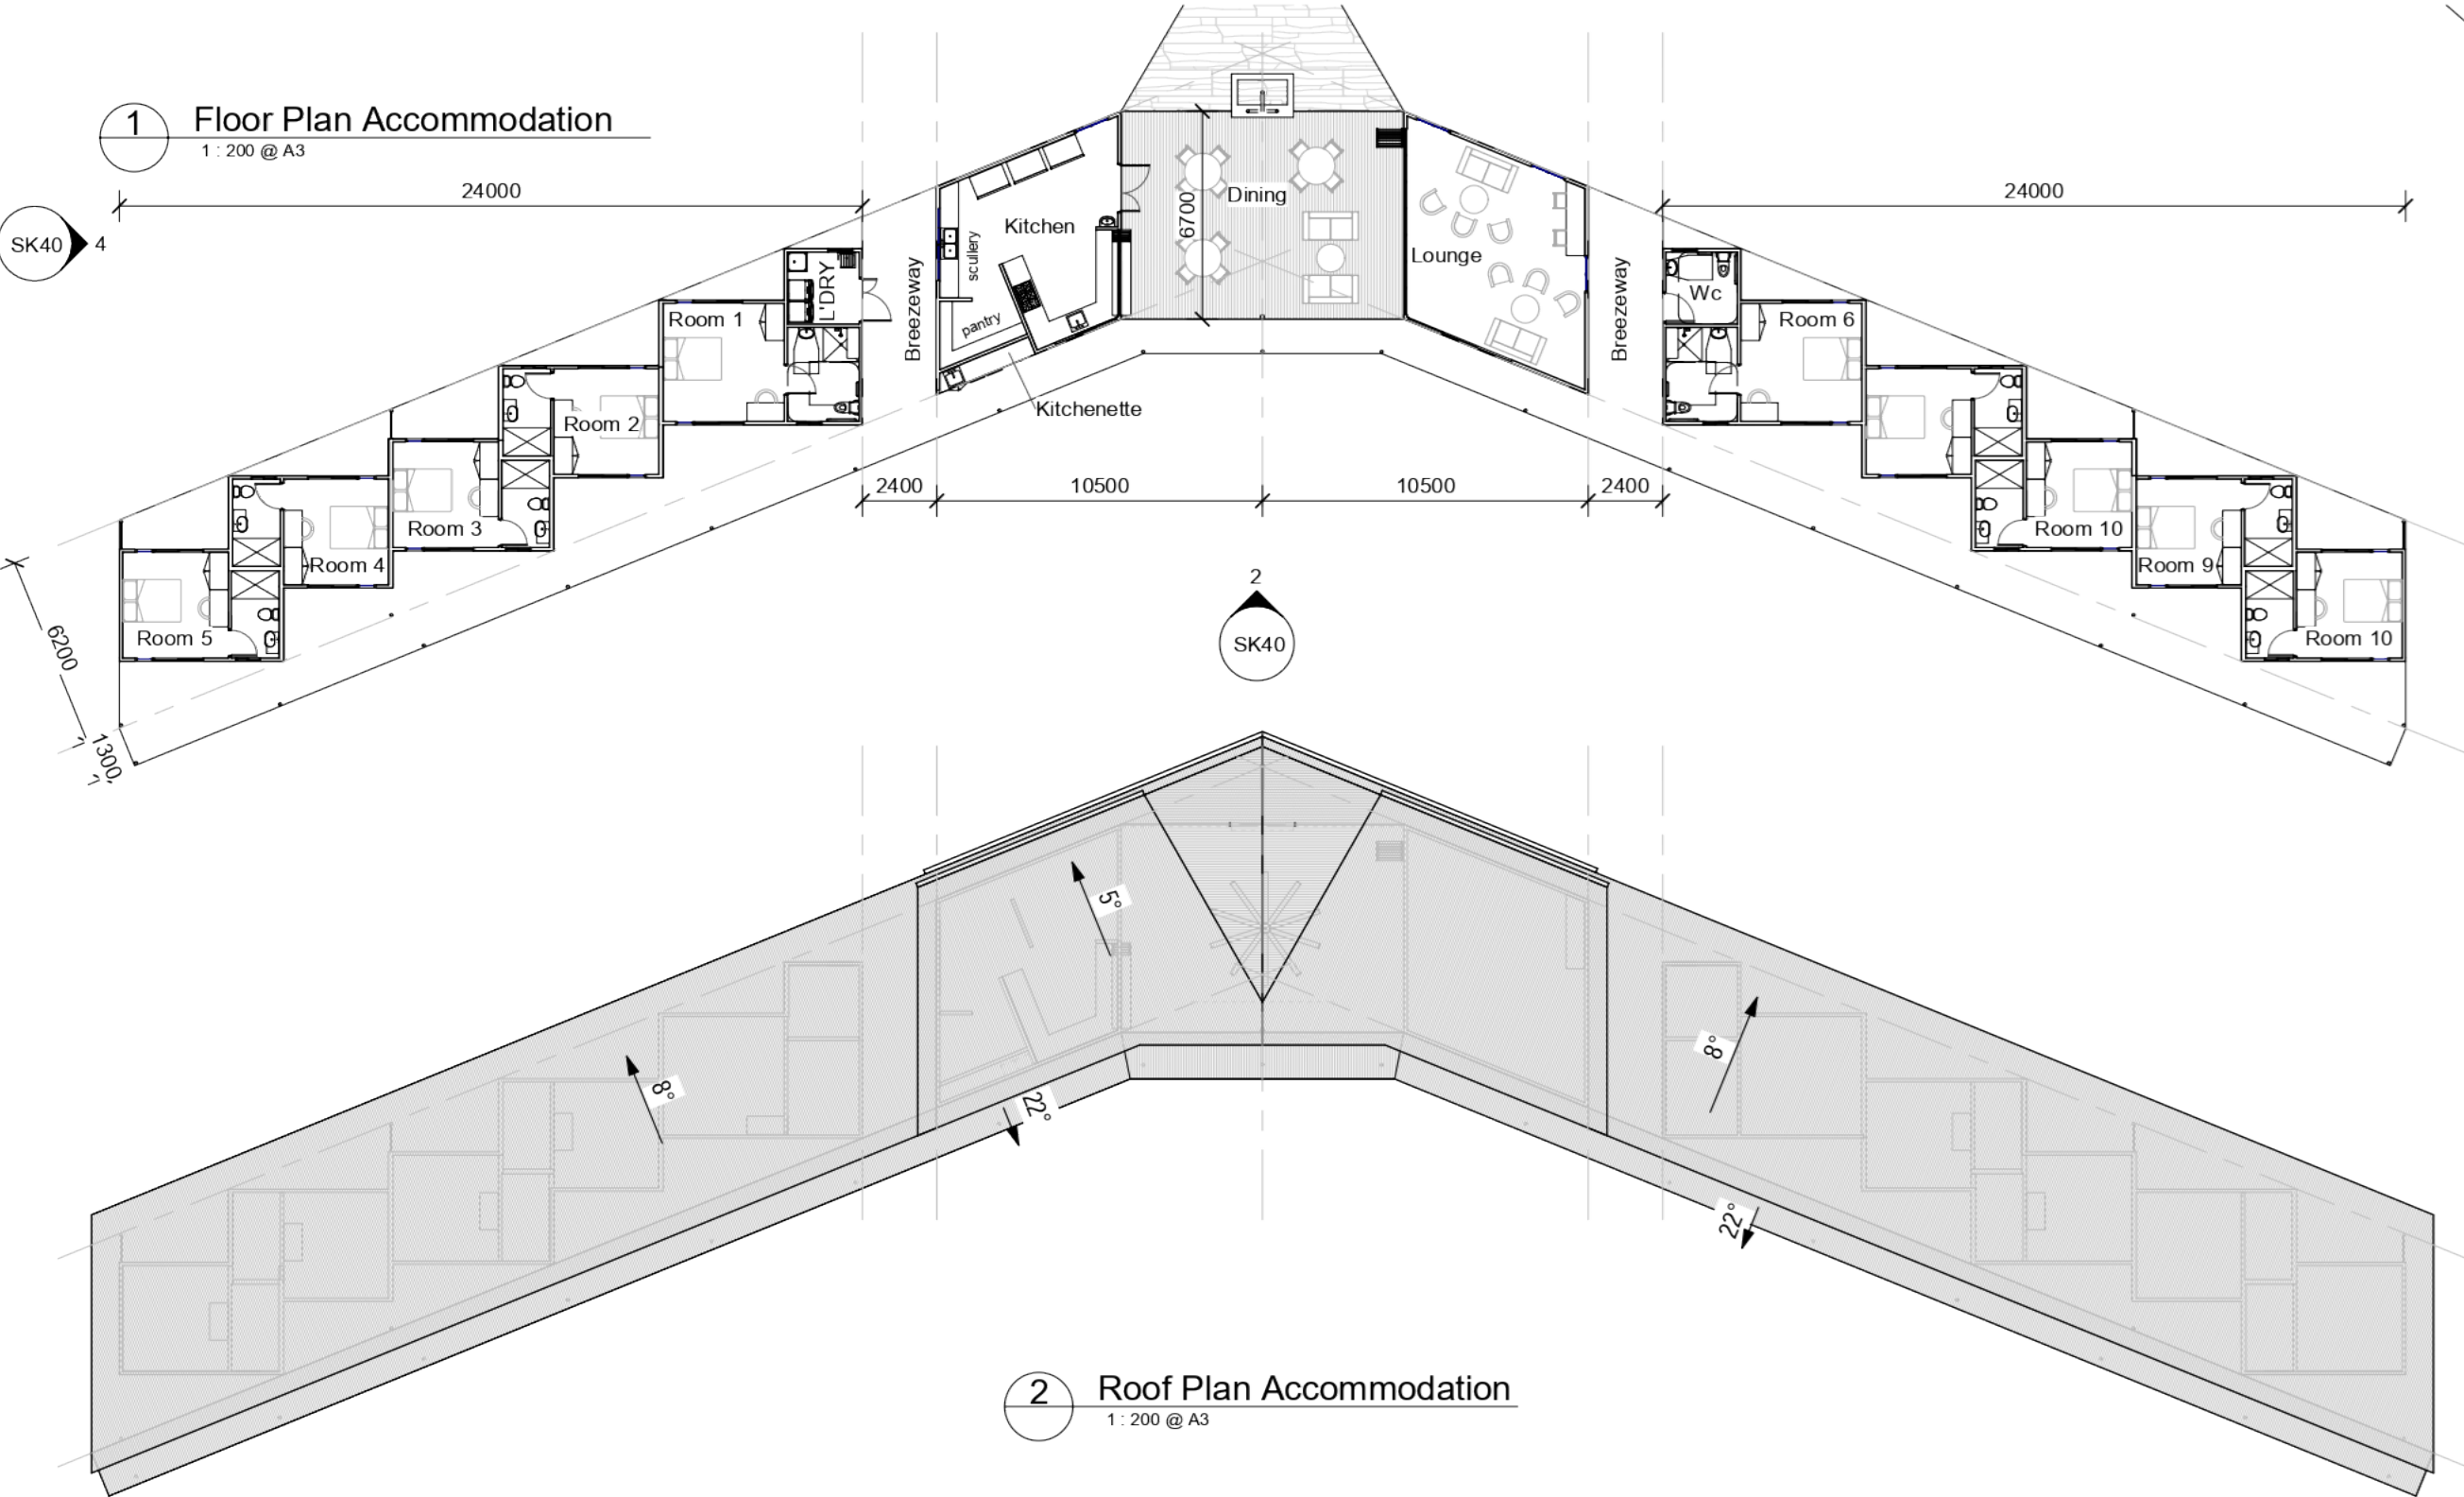 1
Floor Plan Accommodation
1 : 200 @ A3
24000
24000
SK40
4
6700
Dining
Kitchen
scullery
pantry
Lounge
L'DRY
Breezeway
Breezeway
Wc
Room 1
Room 6
Room 2
Kitchenette
2400
10500
10500
2400
Room 3
Room 10
Room 4
Room 9
Room 5
Room 10
6200
1300
2
SK40
5°
8°
8°
22°
22°
2
Roof Plan Accommodation
1 : 200 @ A3